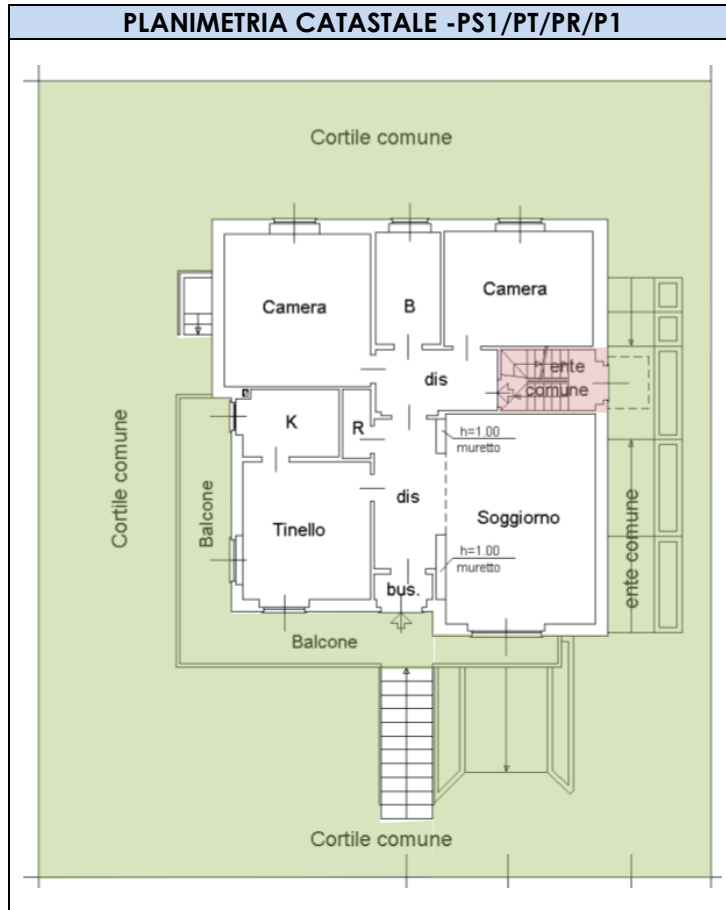 PLANIMETRIA CATASTALE -PS1/PT/PR/P1
Cortile comune
Camera
B
Camera
dis
ente
comune
K
R
h=1.00
muretto
Cortile comune
Balcone
Tinello
dis
Soggiorno
ente comune
h=1.00
muretto
bus.
Balcone
Cortile comune